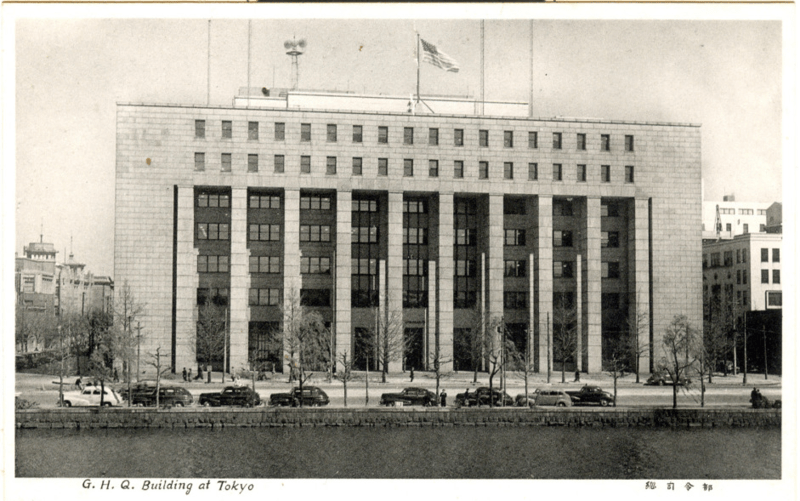 G. H. Q. Building at Tokyo
總司令部